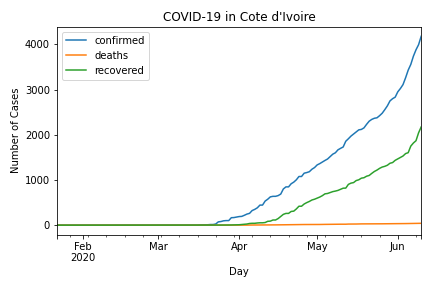 COVID-19 in Cote d'Ivoire
confirmed
deaths
recovered
Number of Cases
4000
3000
2000
1000
0
Feb
2020
Mar
Apr
May
Jun
Day